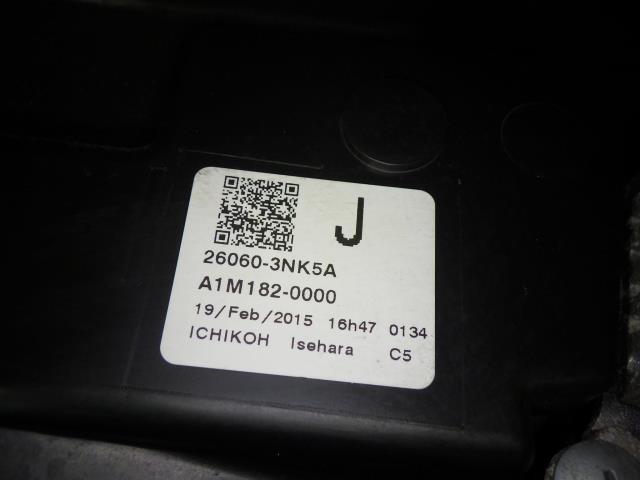 J
26060-3NK5A
A1M182-0000
19/Feb/2015 16h47 0134
ICHIKOH Isehara C5